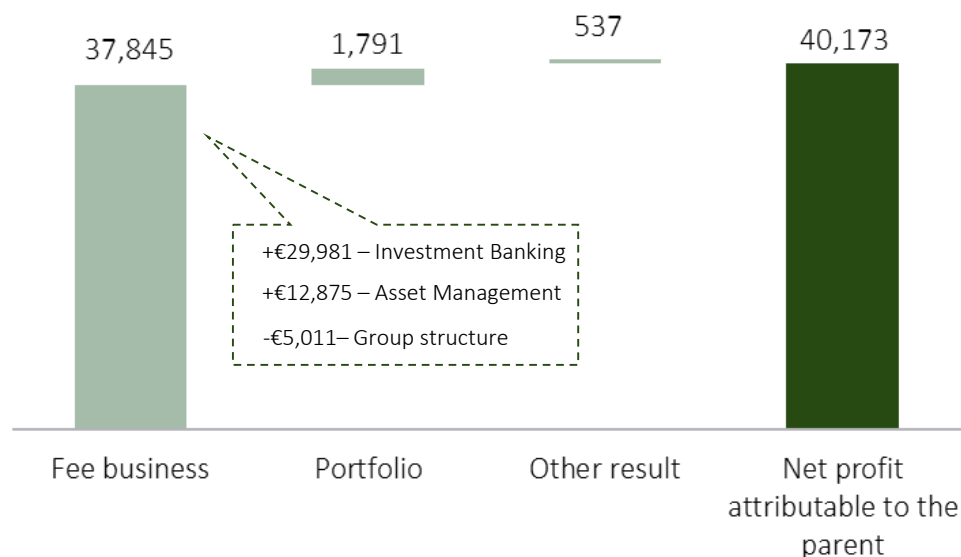 37,845
1,791
537
40,173
+€29,981 – Investment Banking
+€12,875 – Asset Management
-€5,011– Group structure
Fee business
Portfolio
Other result
Net profit
attributable to the
parent